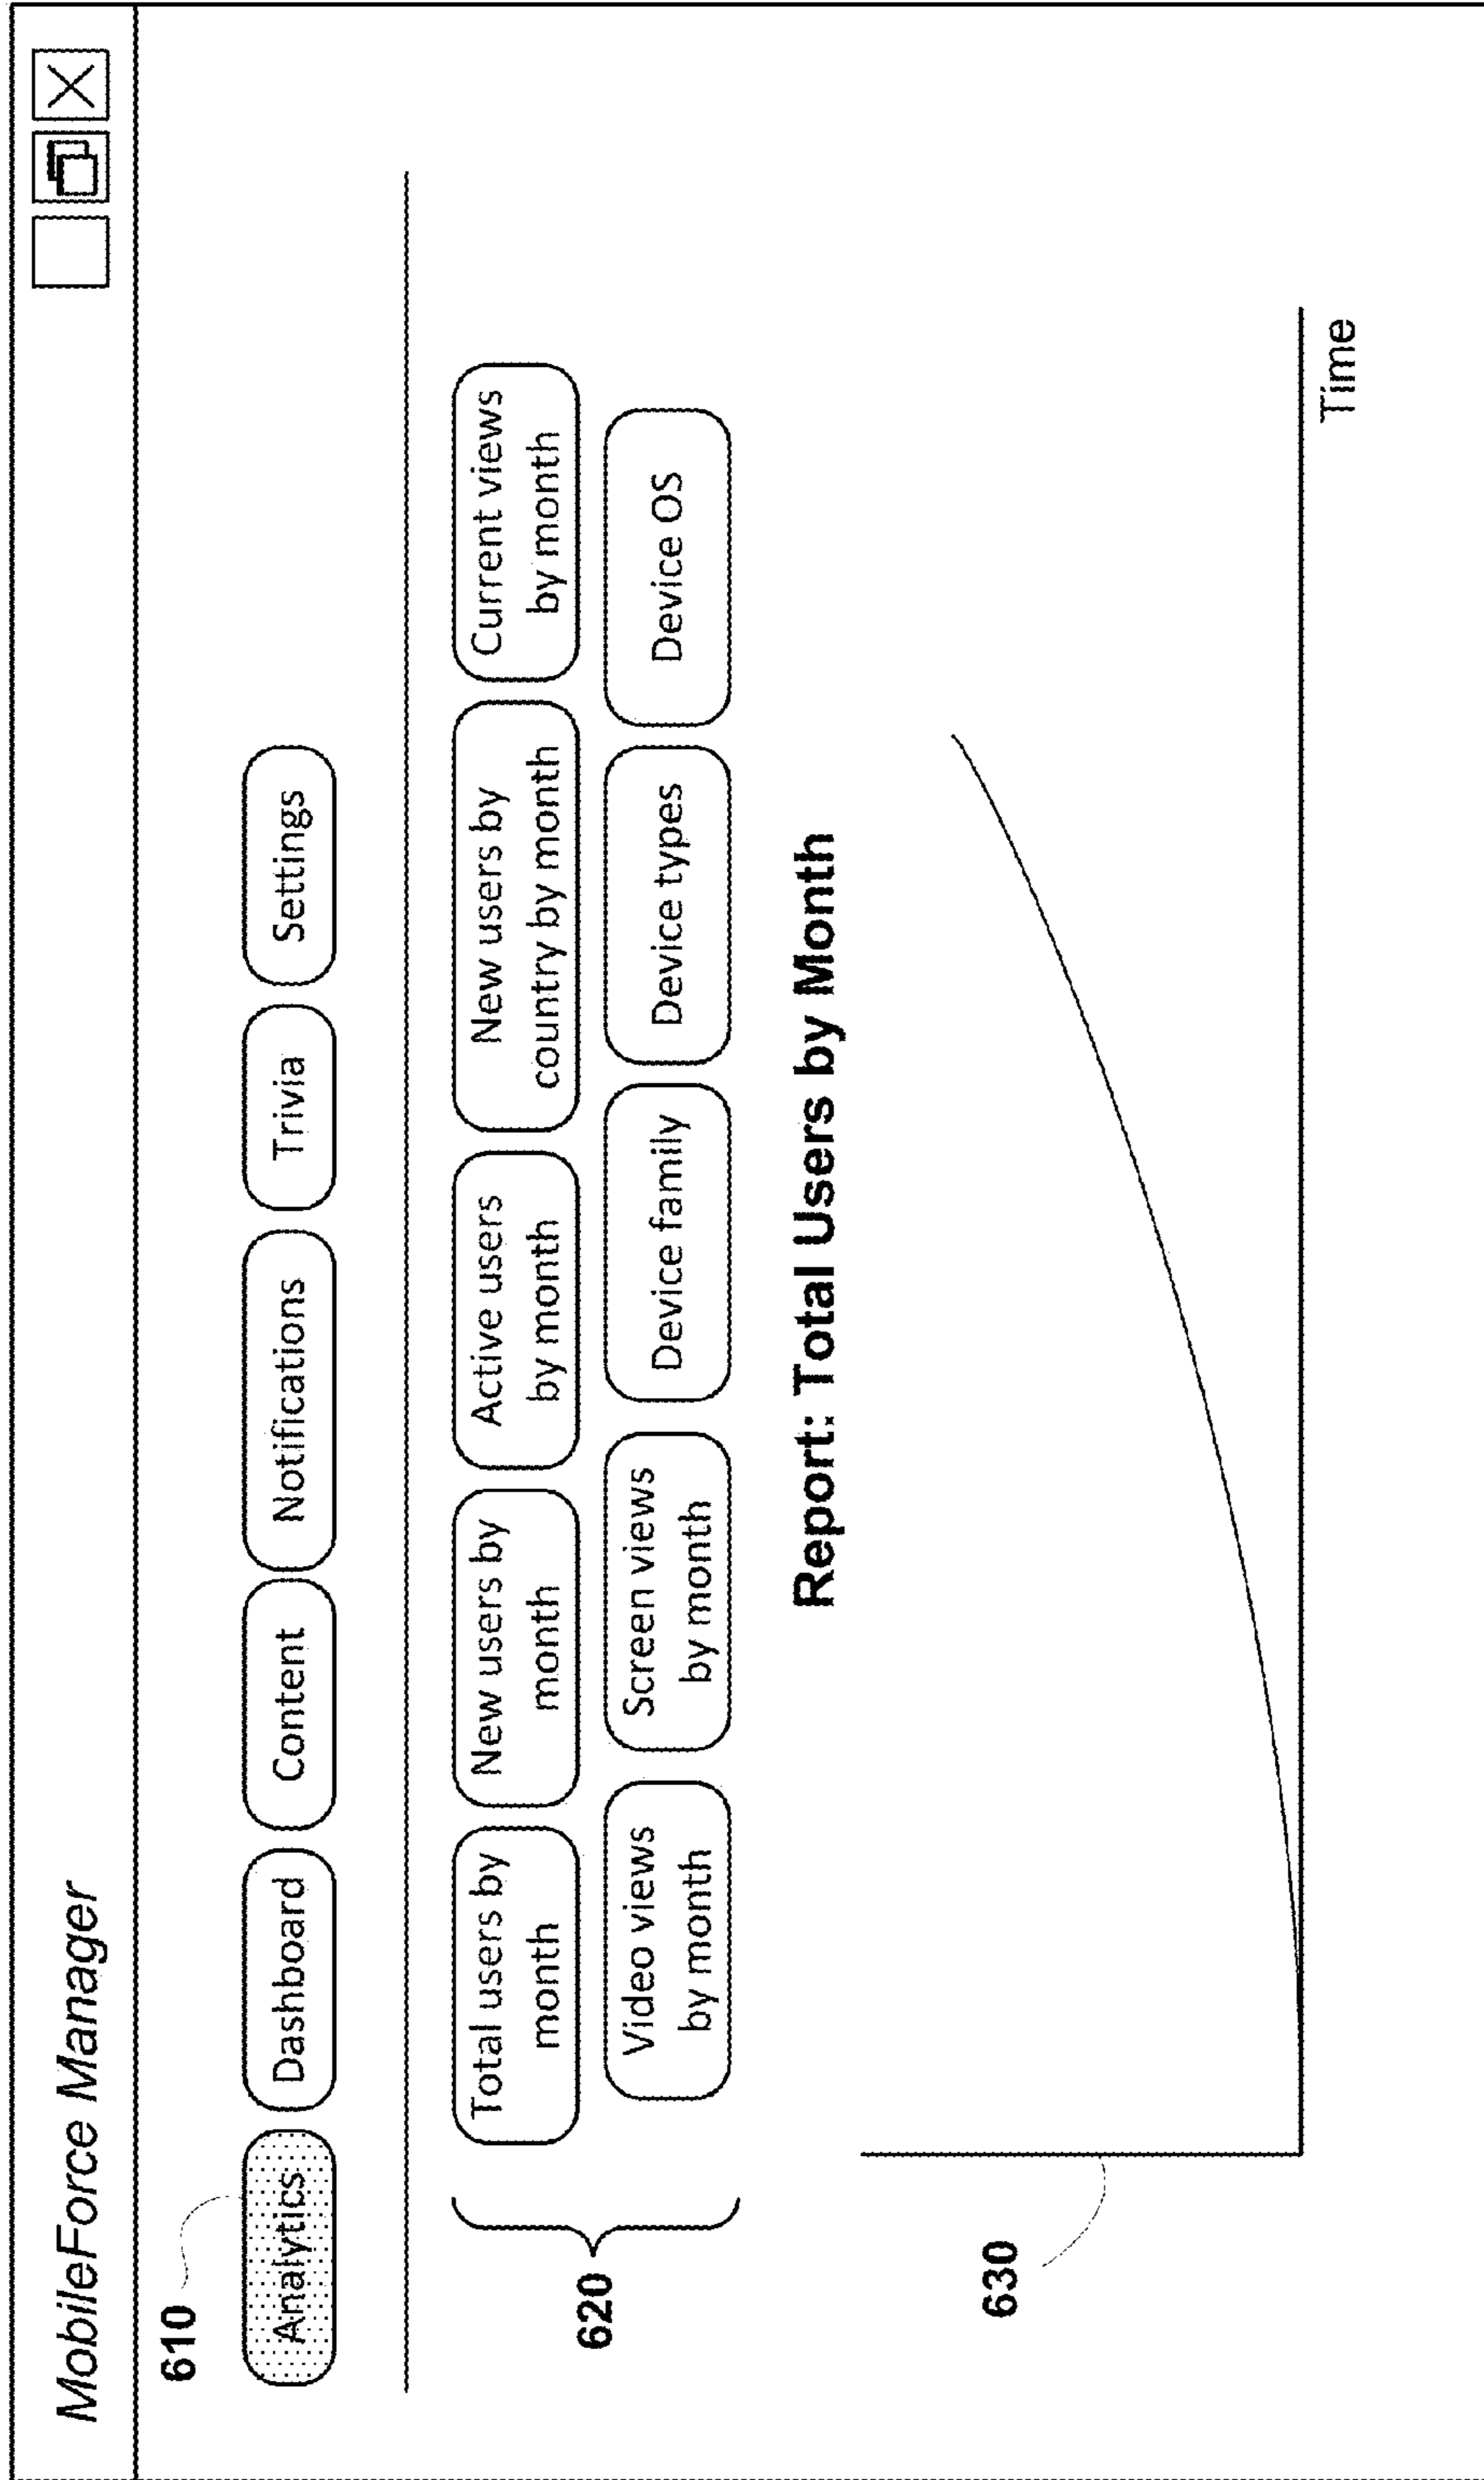 MobileForce Manager
610
Analytics
Dashboard
Content
Notifications
Trivia
Settings
620
Total users by
month
New users by
month
Active users
by month
New users by
country by month
Current views
by month
Video views
by month
Screen views
by month
Device family
Device types
Device OS
Report: Total Users by Month
630
Time